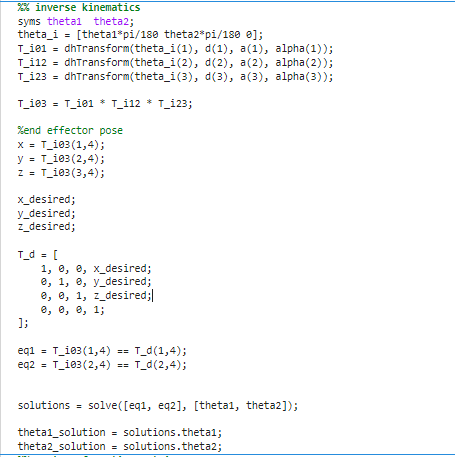 %% inverse kinematics
syms theta1  theta2;
theta_i = [theta1*pi/180 theta2*pi/180 0];
T_i01 = dhTransform(theta_i(1), d(1), a(1), alpha(1));
T_i12 = dhTransform(theta_i(2), d(2), a(2), alpha(2));
T_i23 = dhTransform(theta_i(3), d(3), a(3), alpha(3));
T_i03 = T_i01 * T_i12 * T_i23;
%end effector pose
x = T_i03(1,4);
y = T_i03(2,4);
z = T_i03(3,4);
x_desired;
y_desired;
z_desired;
T_d = [
1, 0, 0, x_desired;
0, 1, 0, y_desired;
0, 0, 1, z_desired;
0, 0, 0, 1;
];
eq1 = T_i03(1,4) == T_d(1,4);
eq2 = T_i03(2,4) == T_d(2,4);
solutions = solve([eq1, eq2], [theta1, theta2]);
theta1_solution = solutions.theta1;
theta2_solution = solutions.theta2;